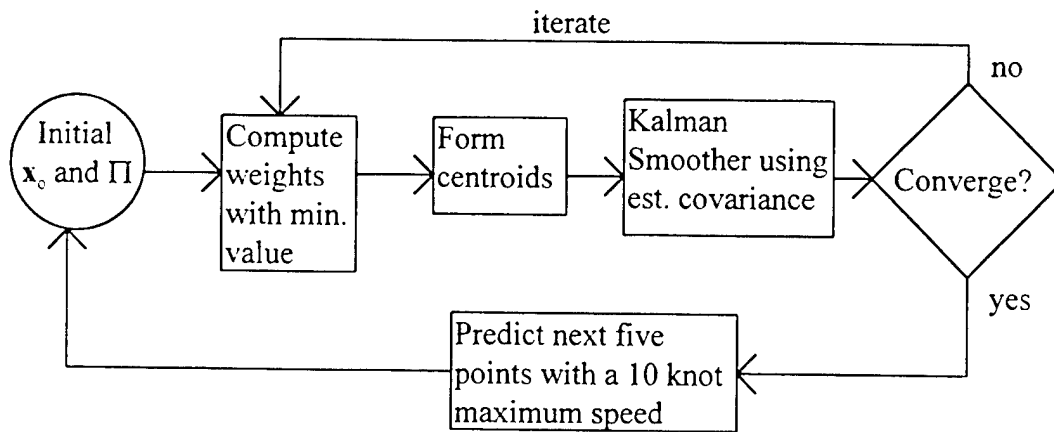 iterate
no
Initial
x₀ and Π
Compute
weights
with min.
value
Form
centroids
Kalman
Smoother using
est. covariance
Converge?
yes
Predict next five
points with a 10 knot
maximum speed